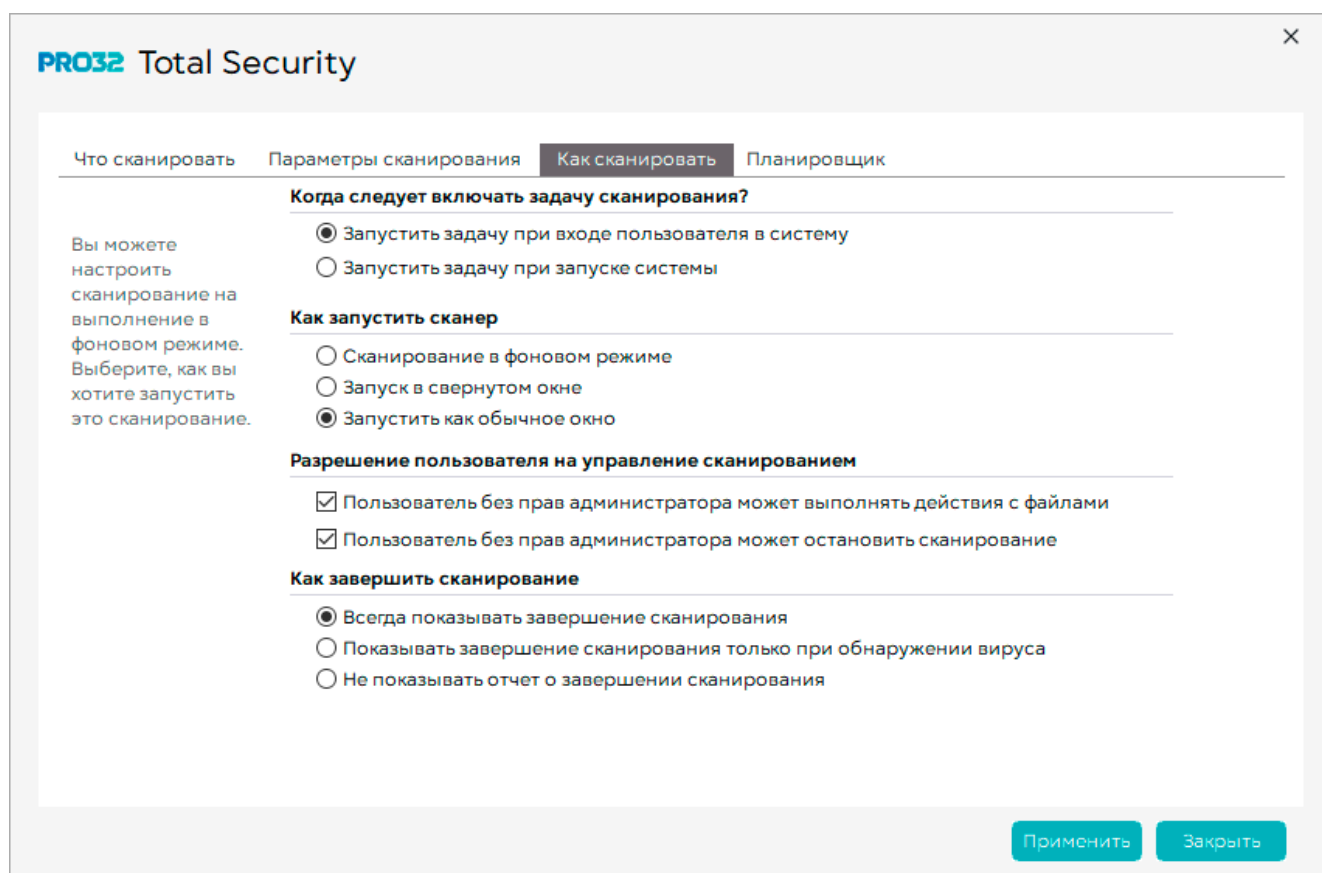 PRO32 Total Security
Что сканировать Параметры сканирования Как сканировать Планировщик
Когда следует включать задачу сканирования?
Вы можете
настроить
сканирование на
выполнение в
фоновом режиме.
Выберите, как вы
хотите запустить
это сканирование.
Запустить задачу при входе пользователя в систему
Запустить задачу при запуске системы
Как запустить сканер
Сканирование в фоновом режиме
Запуск в свернутом окне
Запустить как обычное окно
Разрешение пользователя на управление сканированием
Пользователь без прав администратора может выполнять действия с файлами
Пользователь без прав администратора может остановить сканирование
Как завершить сканирование
Всегда показывать завершение сканирования
Показывать завершение сканирования только при обнаружении вируса
Не показывать отчет о завершении сканирования
Применить Закрыть